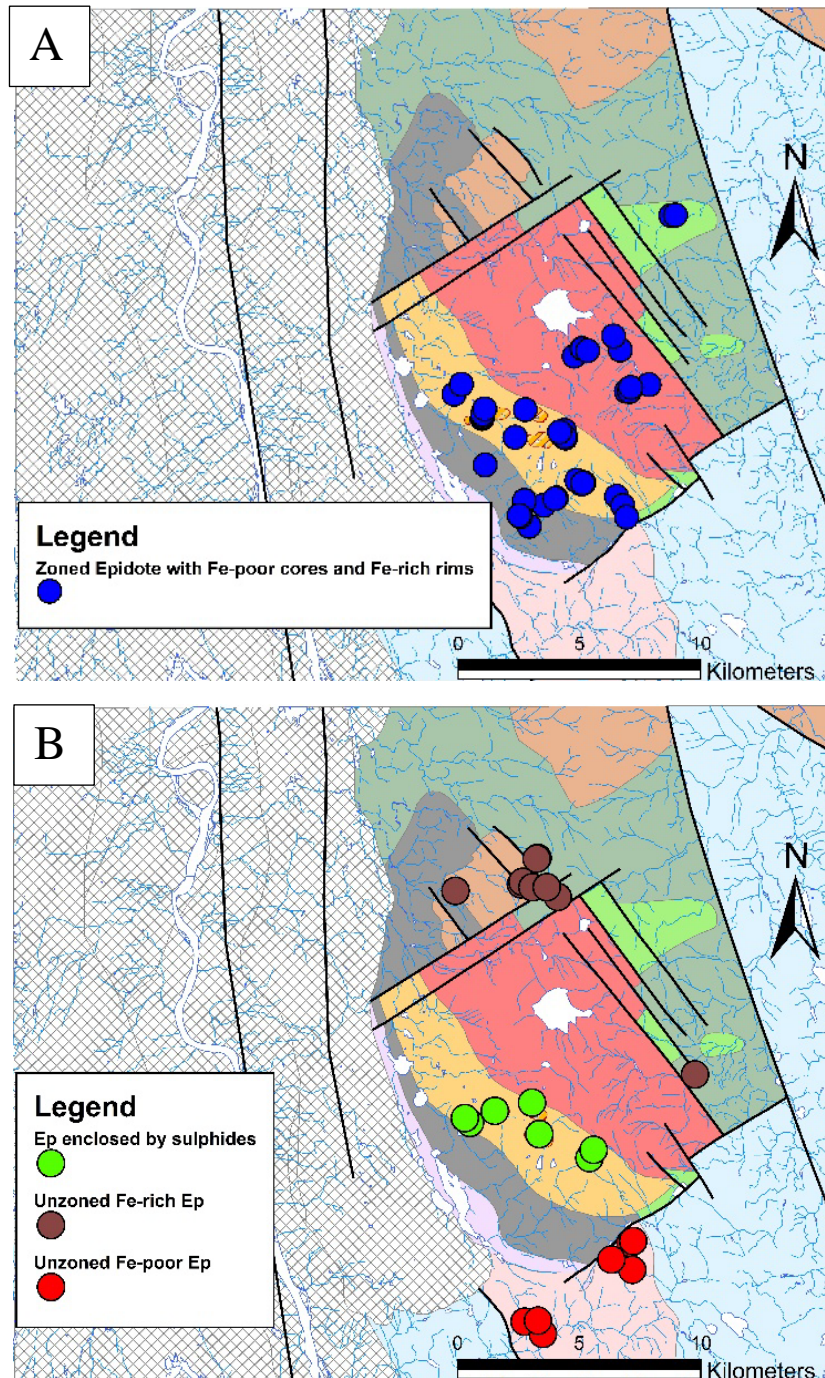 A
N
Legend
Zoned Epidote with Fe-poor cores and Fe-rich rims
0 5 10
Kilometers
B
N
Legend
Ep enclosed by sulphides
Unzoned Fe-rich Ep
Unzoned Fe-poor Ep
0 5 10
Kilometers